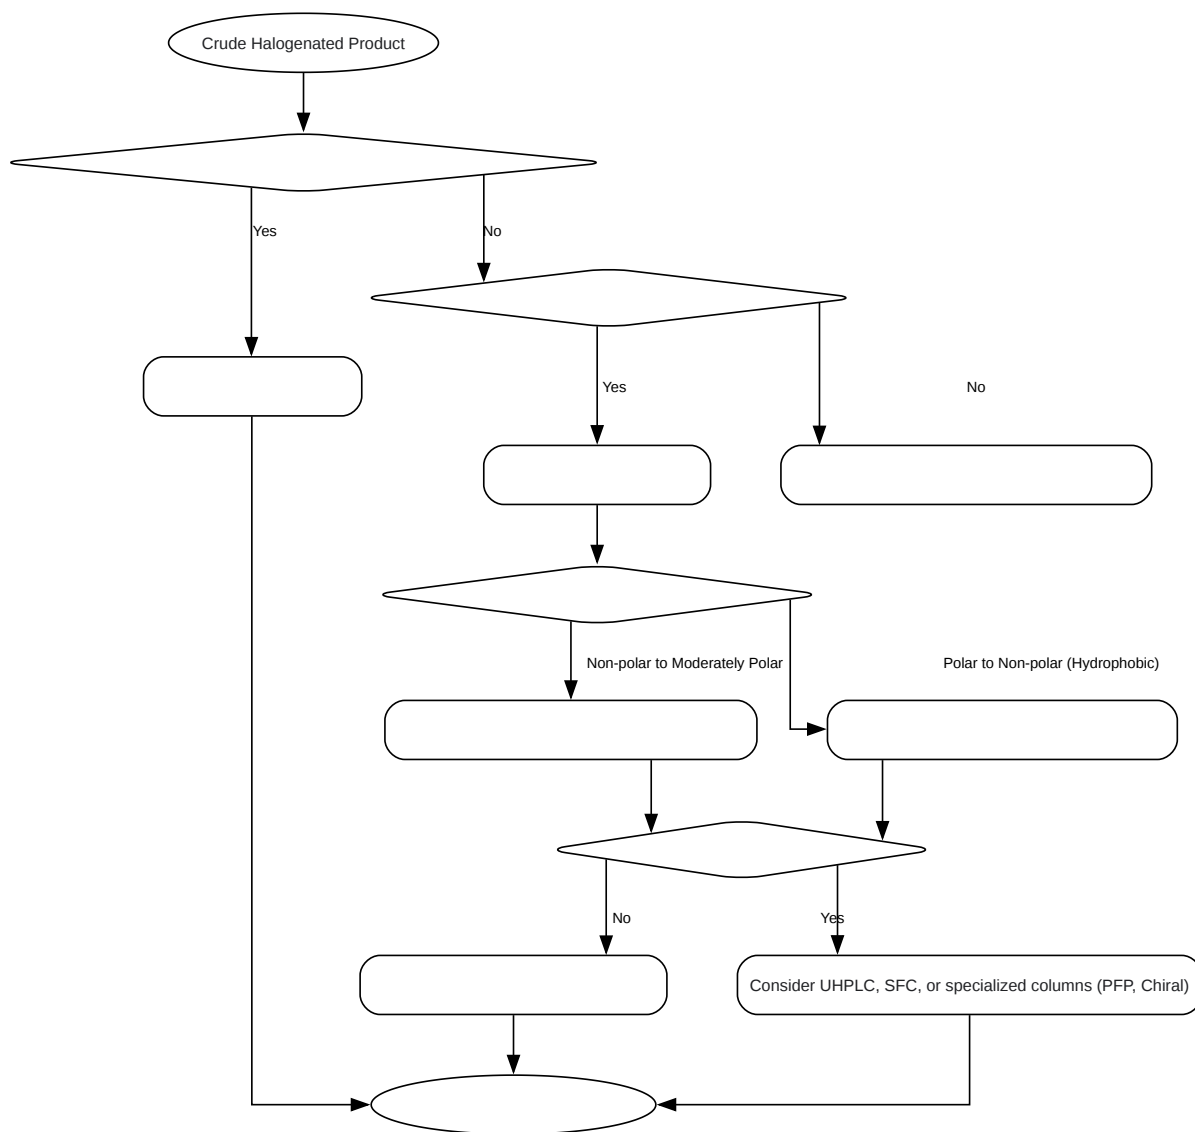 Crude Halogenated Product
Yes
No
Yes
No
Non-polar to Moderately Polar
Polar to Non-polar (Hydrophobic)
No
Yes
Consider UHPLC, SFC, or specialized columns (PFP, Chiral)